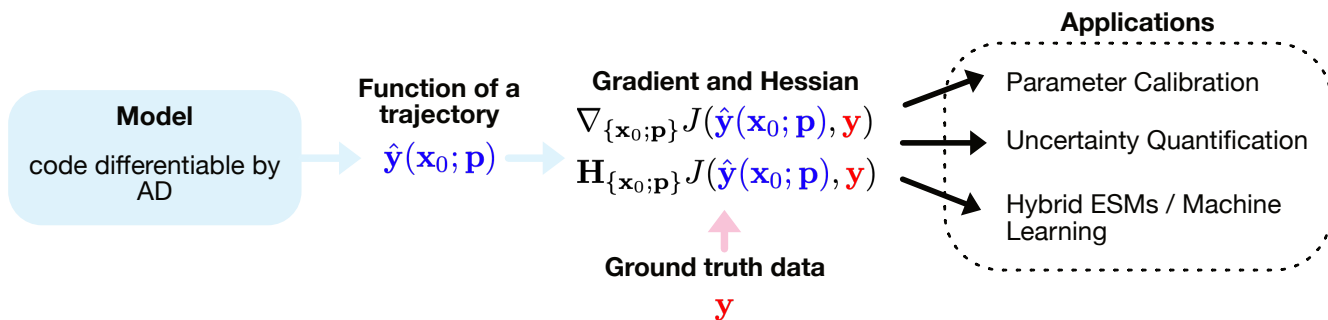 Model
code differentiable by
AD
Function of a
trajectory
ŷ(x₀; p)
Gradient and Hessian
∇{x₀;p}J(ŷ(x₀; p), y)
H{x₀;p}J(ŷ(x₀; p), y)
Ground truth data
y
Applications
Parameter Calibration
Uncertainty Quantification
Hybrid ESMs / Machine
Learning